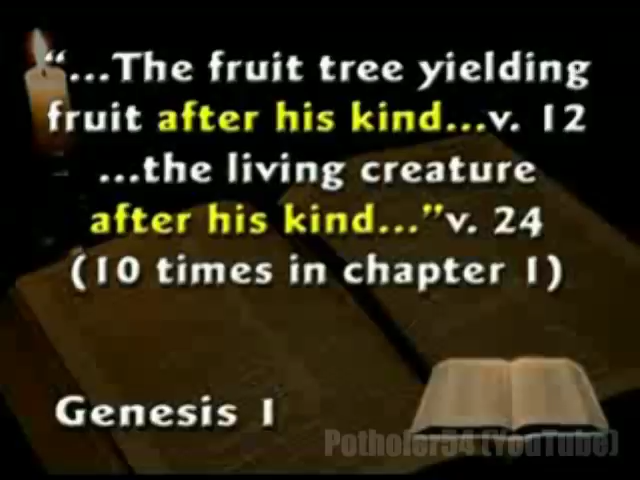 “...The fruit tree yielding
fruit after his kind...v. 12
...the living creature
after his kind...”v. 24
(10 times in chapter 1)
Genesis 1
Potholer54 (YouTube)